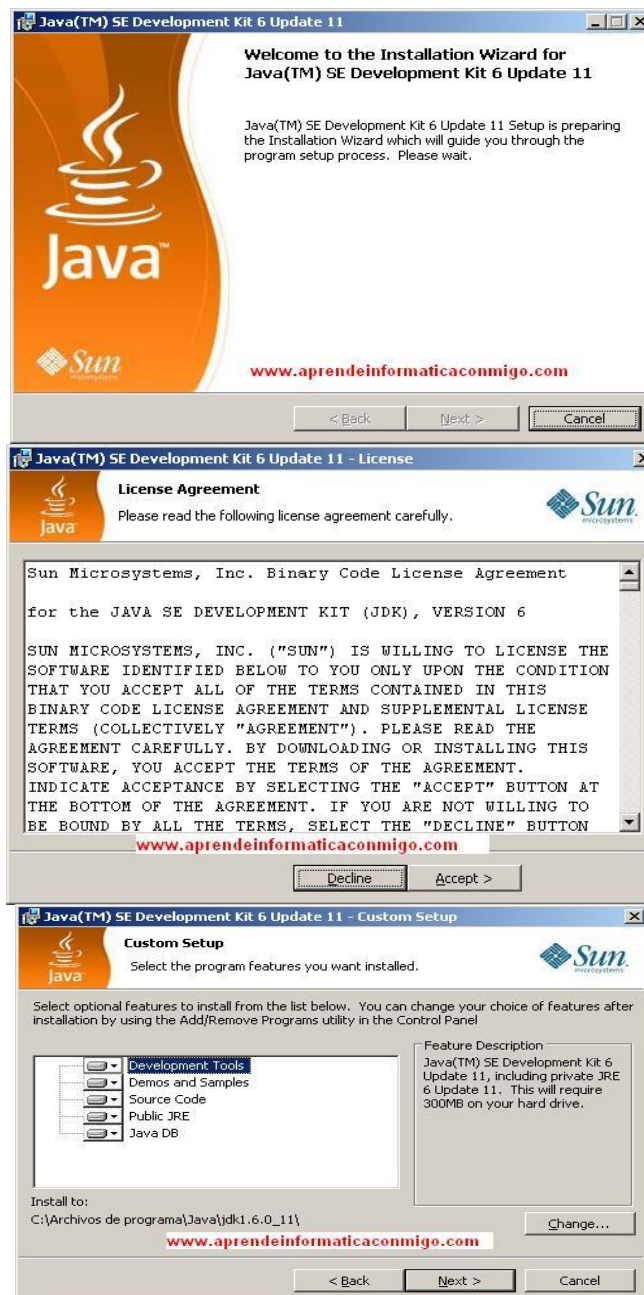 Java(TM) SE Development Kit 6 Update 11
Welcome to the Installation Wizard for
Java(TM) SE Development Kit 6 Update 11
Java(TM) SE Development Kit 6 Update 11 Setup is preparing
the Installation Wizard which will guide you through the
program setup process. Please wait.
Java™
Sun
microsystems
www.aprendeinformaticaconmigo.com
< Back
Next >
Cancel
Java(TM) SE Development Kit 6 Update 11 - License
Java
License Agreement
Please read the following license agreement carefully.
Sun
microsystems
Sun Microsystems, Inc. Binary Code License Agreement
for the JAVA SE DEVELOPMENT KIT (JDK), VERSION 6
SUN MICROSYSTEMS, INC. ("SUN") IS WILLING TO LICENSE THE
SOFTWARE IDENTIFIED BELOW TO YOU ONLY UPON THE CONDITION
THAT YOU ACCEPT ALL OF THE TERMS CONTAINED IN THIS
BINARY CODE LICENSE AGREEMENT AND SUPPLEMENTAL LICENSE
TERMS (COLLECTIVELY "AGREEMENT"). PLEASE READ THE
AGREEMENT CAREFULLY. BY DOWNLOADING OR INSTALLING THIS
SOFTWARE, YOU ACCEPT THE TERMS OF THE AGREEMENT.
INDICATE ACCEPTANCE BY SELECTING THE "ACCEPT" BUTTON AT
THE BOTTOM OF THE AGREEMENT. IF YOU ARE NOT WILLING TO
BE BOUND BY ALL THE TERMS, SELECT THE "DECLINE" BUTTON
www.aprendeinformaticaconmigo.com
Decline
Accept >
Java(TM) SE Development Kit 6 Update 11 - Custom Setup
Java
Custom Setup
Select the program features you want installed.
Sun
microsystems
Select optional features to install from the list below. You can change your choice of features after
installation by using the Add/Remove Programs utility in the Control Panel
Development Tools
Demos and Samples
Source Code
Public JRE
Java DB
Feature Description
Java(TM) SE Development Kit 6
Update 11, including private JRE
6 Update 11. This will require
300MB on your hard drive.
Install to:
C:\Archivos de programa\Java\jdk1.6.0_11\
Change...
www.aprendeinformaticaconmigo.com
< Back
Next >
Cancel